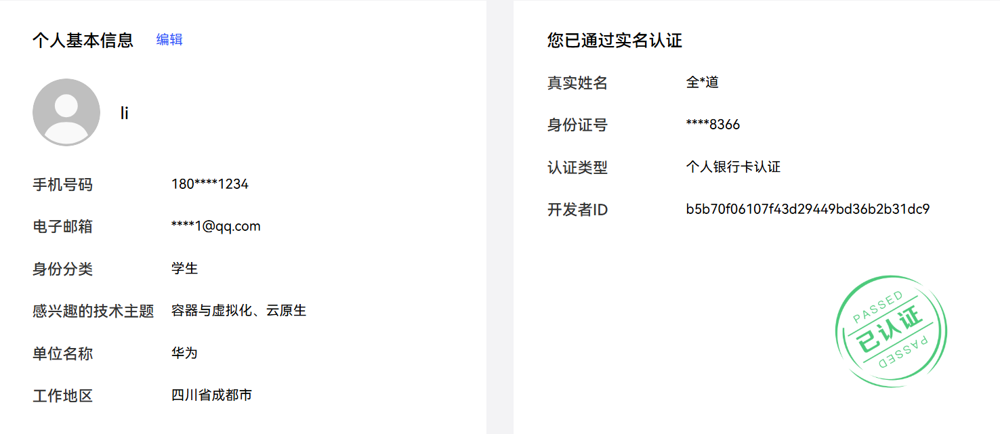 个人基本信息 编辑
li
手机号码 180****1234
电子邮箱 ****1@qq.com
身份分类 学生
感兴趣的技术主题 容器与虚拟化、云原生
单位名称 华为
工作地区 四川省成都市
您已通过实名认证
真实姓名 全*道
身份证号 ****8366
认证类型 个人银行卡认证
开发者ID b5b70f06107f43d29449bd36b2b31dc9
PASSED
已认证
PASSED